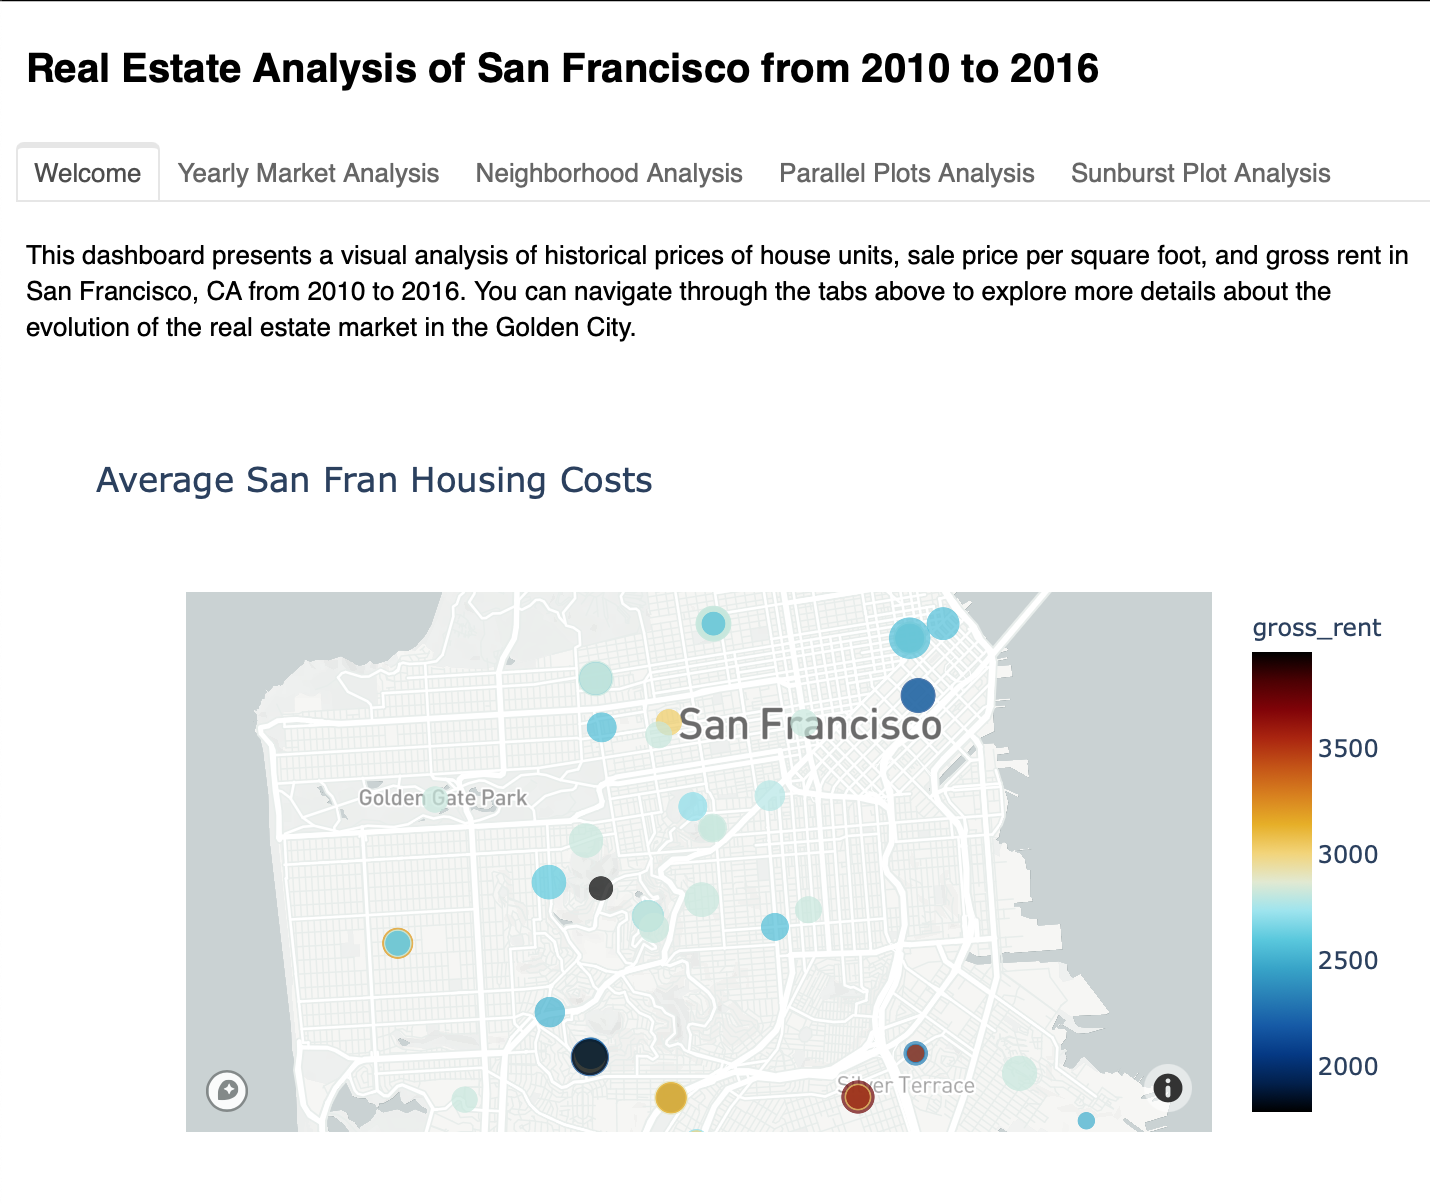 Real Estate Analysis of San Francisco from 2010 to 2016
Welcome Yearly Market Analysis Neighborhood Analysis Parallel Plots Analysis Sunburst Plot Analysis
This dashboard presents a visual analysis of historical prices of house units, sale price per square foot, and gross rent in
San Francisco, CA from 2010 to 2016. You can navigate through the tabs above to explore more details about the
evolution of the real estate market in the Golden City.
Average San Fran Housing Costs
gross_rent
San Francisco
3500
Golden Gate Park
3000
2500
2000
Silver Terrace